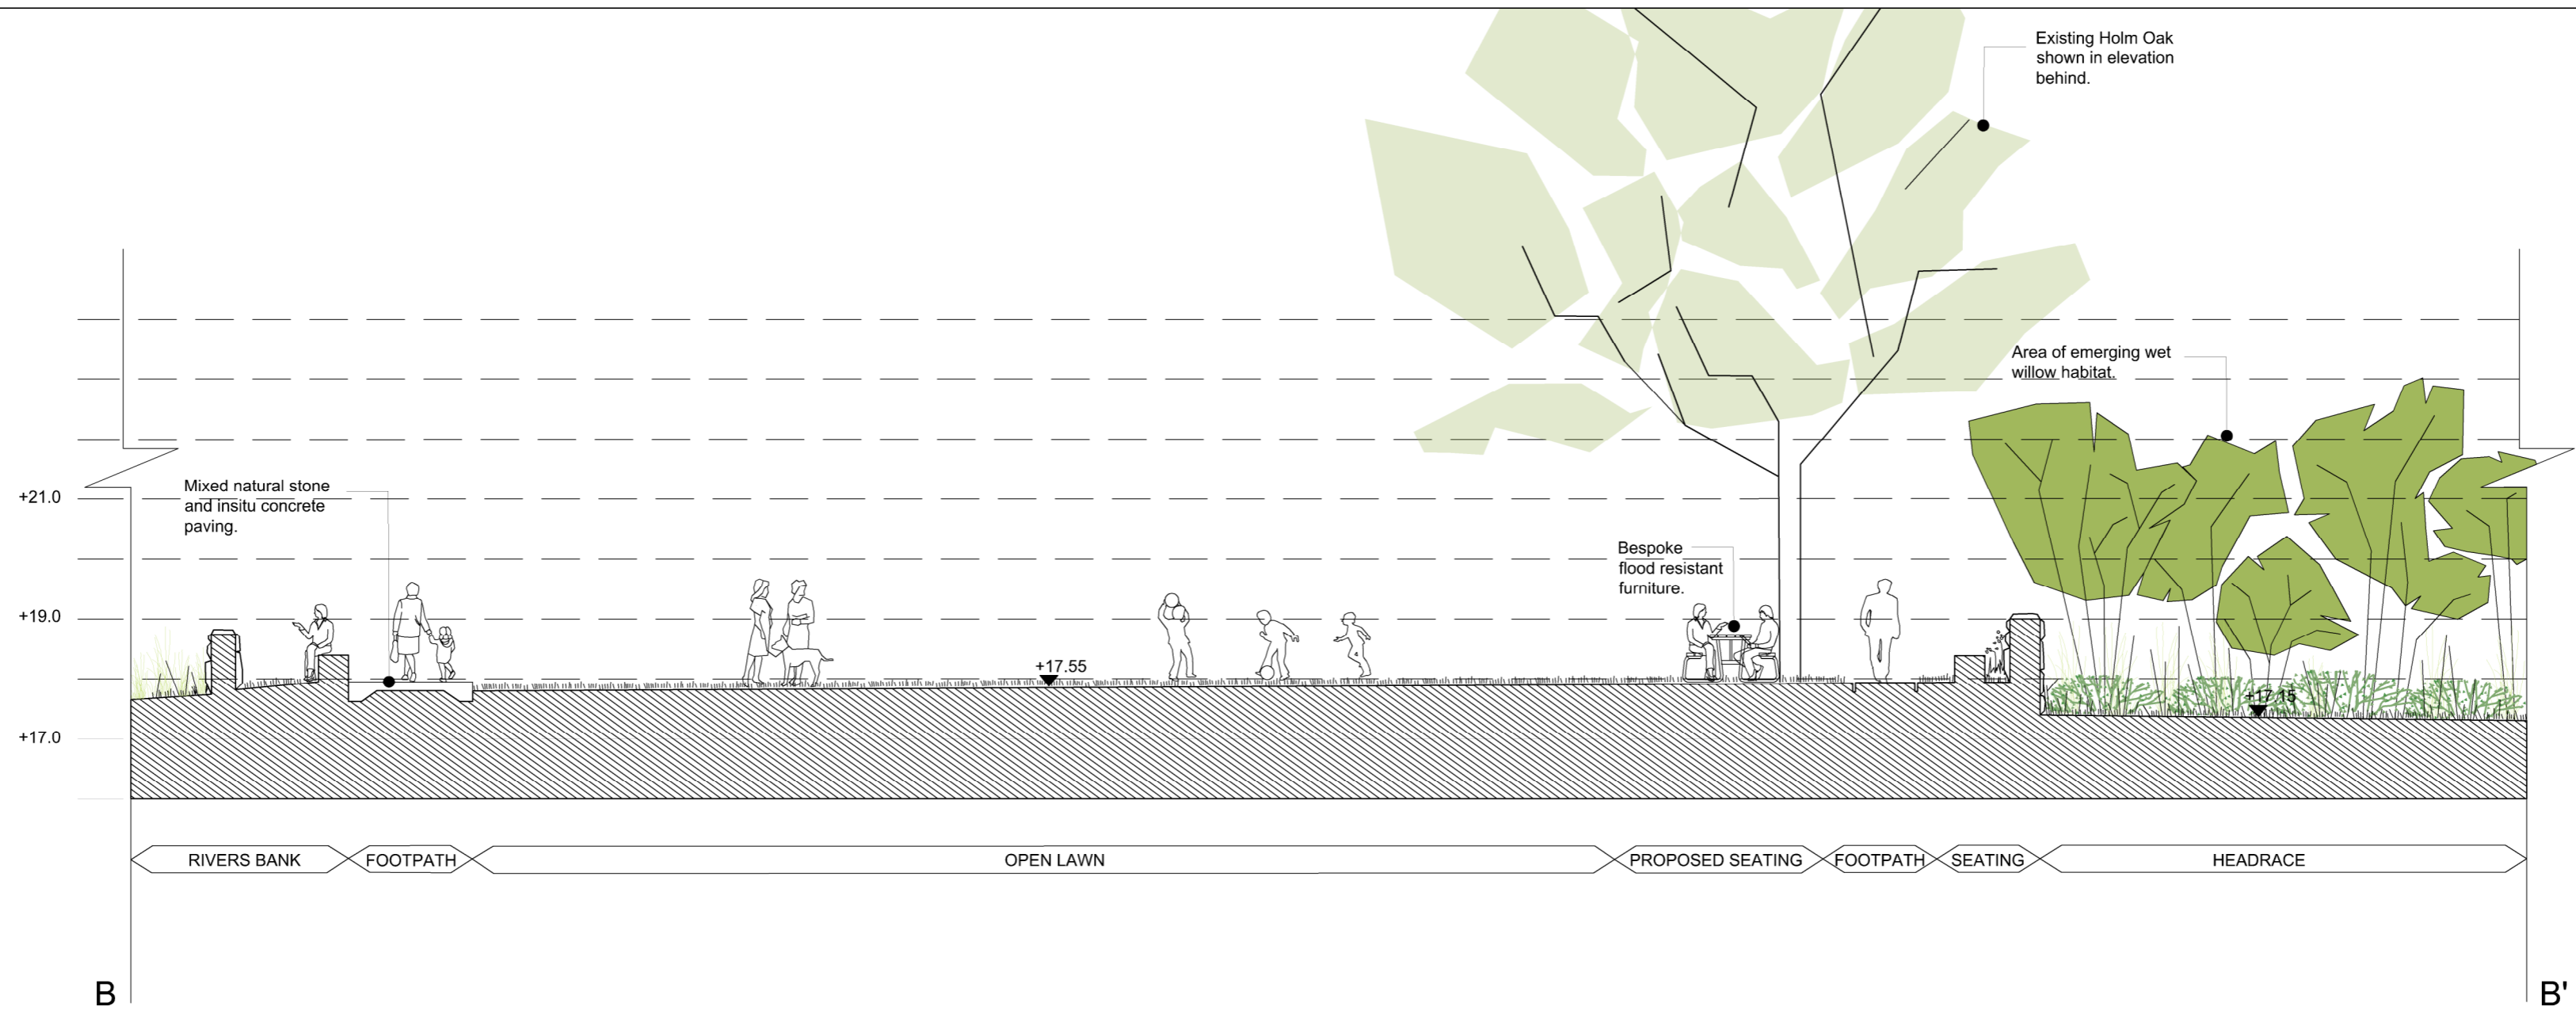 Existing Holm Oak
shown in elevation
behind.
Area of emerging wet
willow habitat.
+21.0
Mixed natural stone
and insitu concrete
paving.
Bespoke
flood resistant
furniture.
+19.0
+17.55
+17.15
+17.0
RIVERS BANK
FOOTPATH
OPEN LAWN
PROPOSED SEATING
FOOTPATH
SEATING
HEADRACE
B
B'